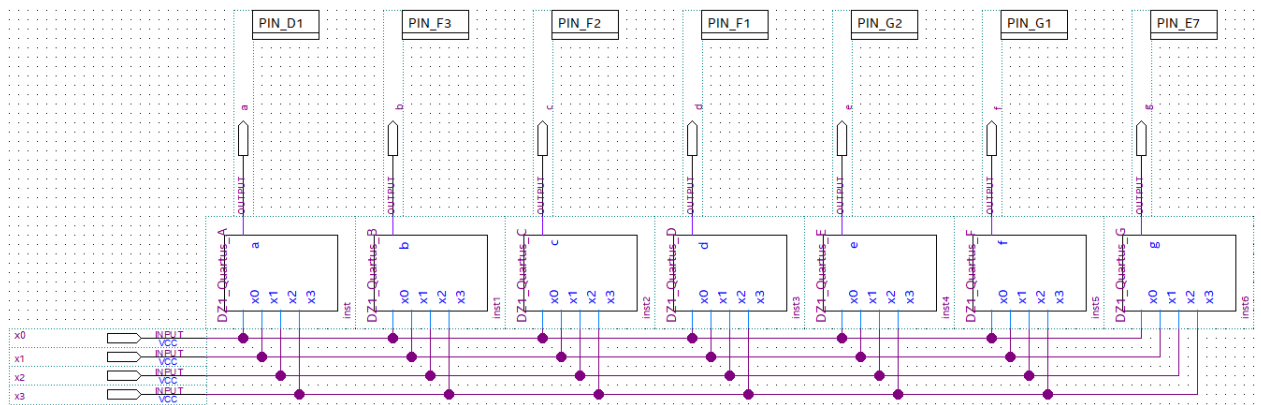 PIN_D1 PIN_F3 PIN_F2 PIN_F1 PIN_G2 PIN_G1 PIN_E7
a b c d e f g
OUTPUT OUTPUT OUTPUT OUTPUT OUTPUT OUTPUT OUTPUT
DZ1_Quartus_A a x0 x1 x2 x3 inst
DZ1_Quartus_B b x0 x1 x2 x3 inst1
DZ1_Quartus_C c x0 x1 x2 x3 inst2
DZ1_Quartus_D d x0 x1 x2 x3 inst3
DZ1_Quartus_E e x0 x1 x2 x3 inst4
DZ1_Quartus_F f x0 x1 x2 x3 inst5
DZ1_Quartus_G g x0 x1 x2 x3 inst6
x0 INPUT
VCC
x1 INPUT
VCC
x2 INPUT
VCC
x3 INPUT
VCC